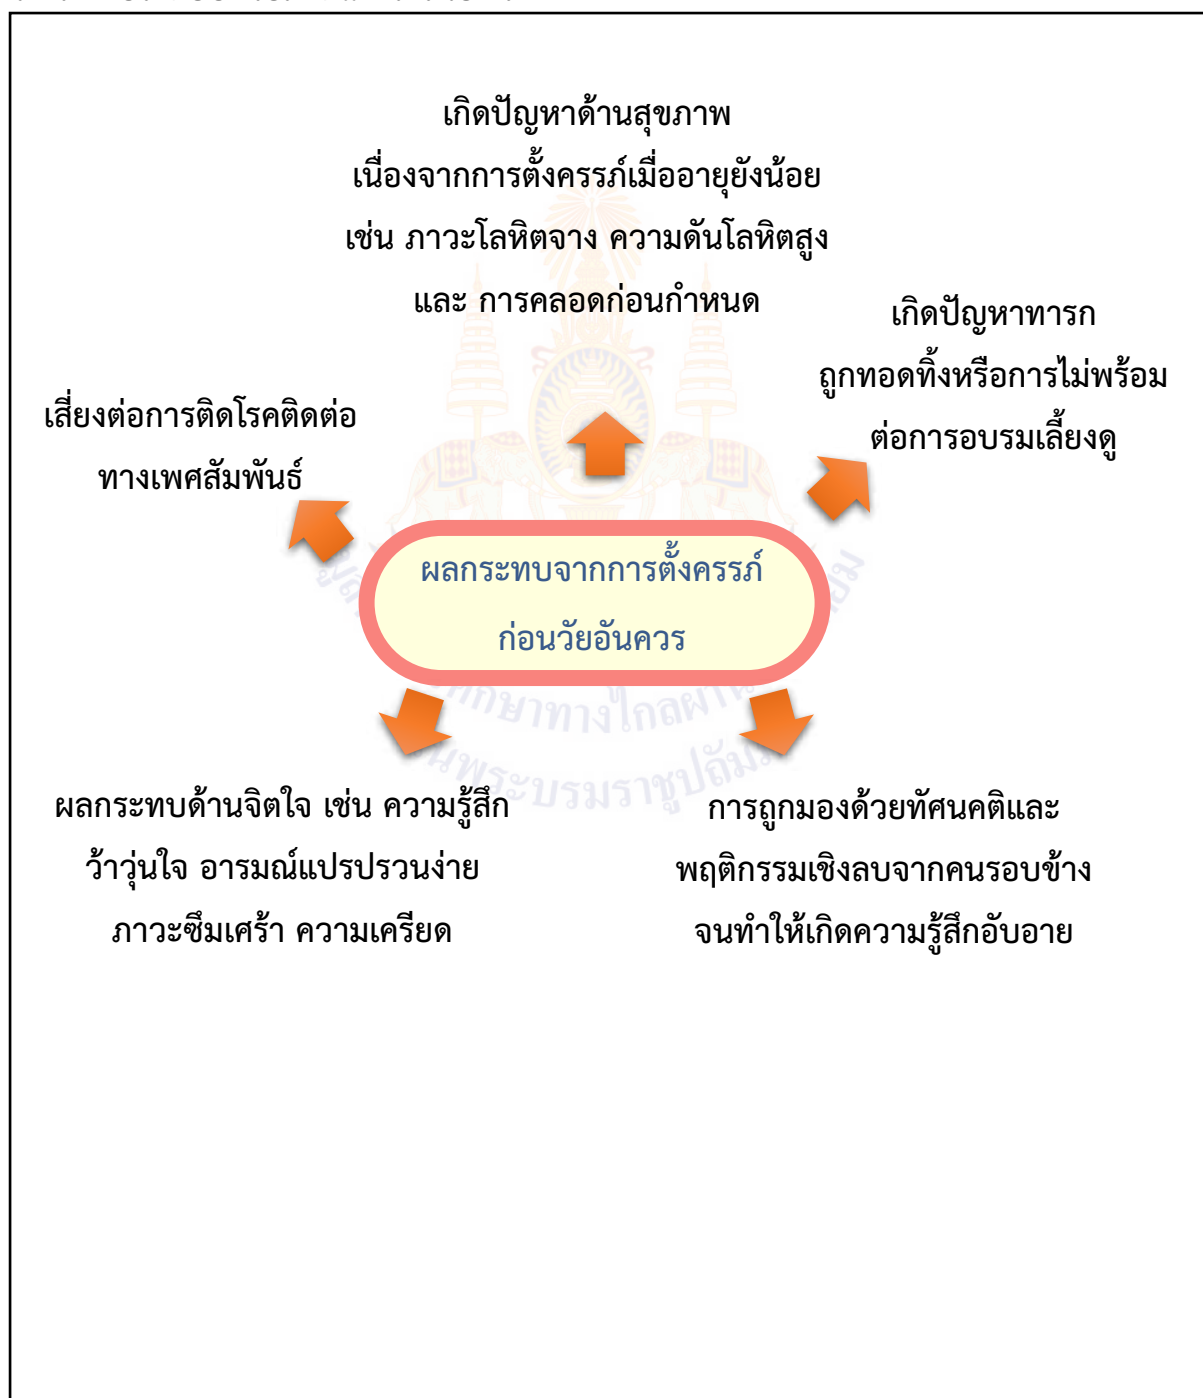 เกิดปัญหาด้านสุขภาพ
เนื่องจากการตั้งครรภ์เมื่ออายุยังน้อย
เช่น ภาวะโลหิตจาง ความดันโลหิตสูง
และ การคลอดก่อนกำหนด
เกิดปัญหาทารก
ถูกทอดทิ้งหรือการไม่พร้อม
ต่อการอบรมเลี้ยงดู
เสี่ยงต่อการติดโรคติดต่อ
ทางเพศสัมพันธ์
ผลกระทบจากการตั้งครรภ์
ก่อนวัยอันควร
ผลกระทบด้านจิตใจ เช่น ความรู้สึก
ว้าวุ่นใจ อารมณ์แปรปรวนง่าย
ภาวะซึมเศร้า ความเครียด
การถูกมองด้วยทัศนคติและ
พฤติกรรมเชิงลบจากคนรอบข้าง
จนทำให้เกิดความรู้สึกอับอาย